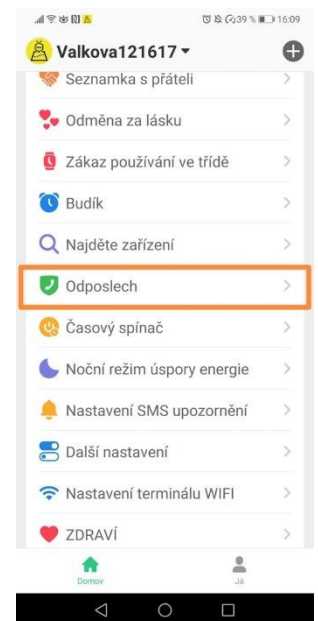 39 % 16:09
Valkova121617
Seznamka s přáteli
Odměna za lásku
Zákaz používání ve třídě
Budík
Najděte zařízení
Odposlech
Časový spínač
Noční režim úspory energie
Nastavení SMS upozornění
Další nastavení
Nastavení terminálu WIFI
ZDRAVÍ
Domov Já